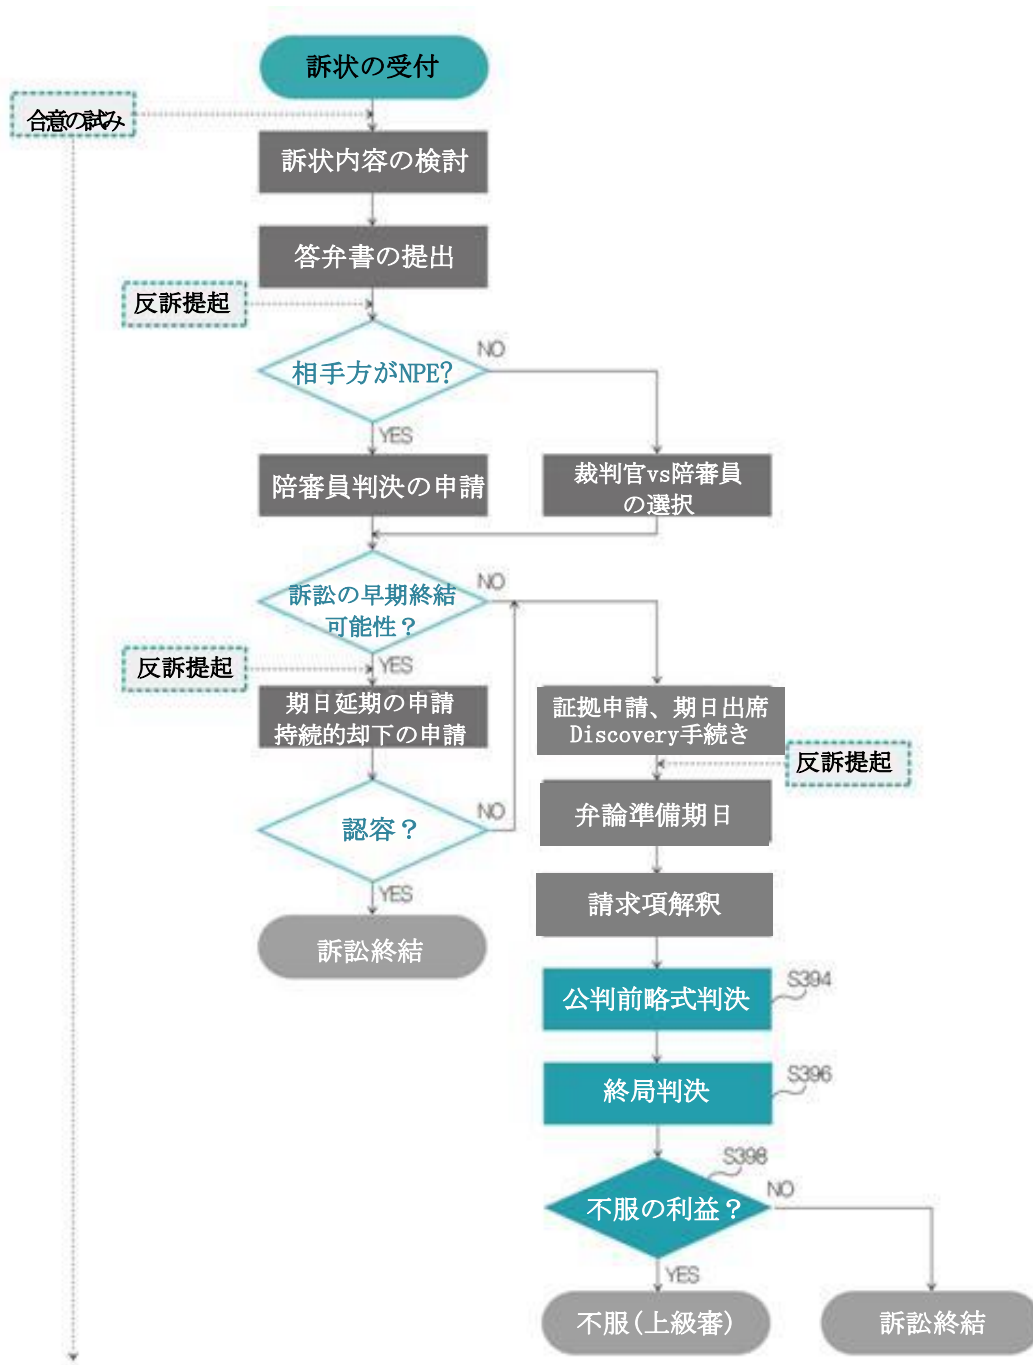 訴状の受付
合意の試み
訴状内容の検討
答弁書の提出
反訴提起
相手方がNPE?
NO
YES
陪審員判決の申請
裁判官vs陪審員
の選択
訴訟の早期終結
可能性？
NO
YES
反訴提起
期日延期の申請
持続的却下の申請
証拠申請、期日出席
Discovery手続き
反訴提起
認容？
NO
YES
弁論準備期日
請求項解釈
訴訟終結
公判前略式判決
S394
終局判決
S396
不服の利益？
S398
NO
YES
不服(上級審)
訴訟終結